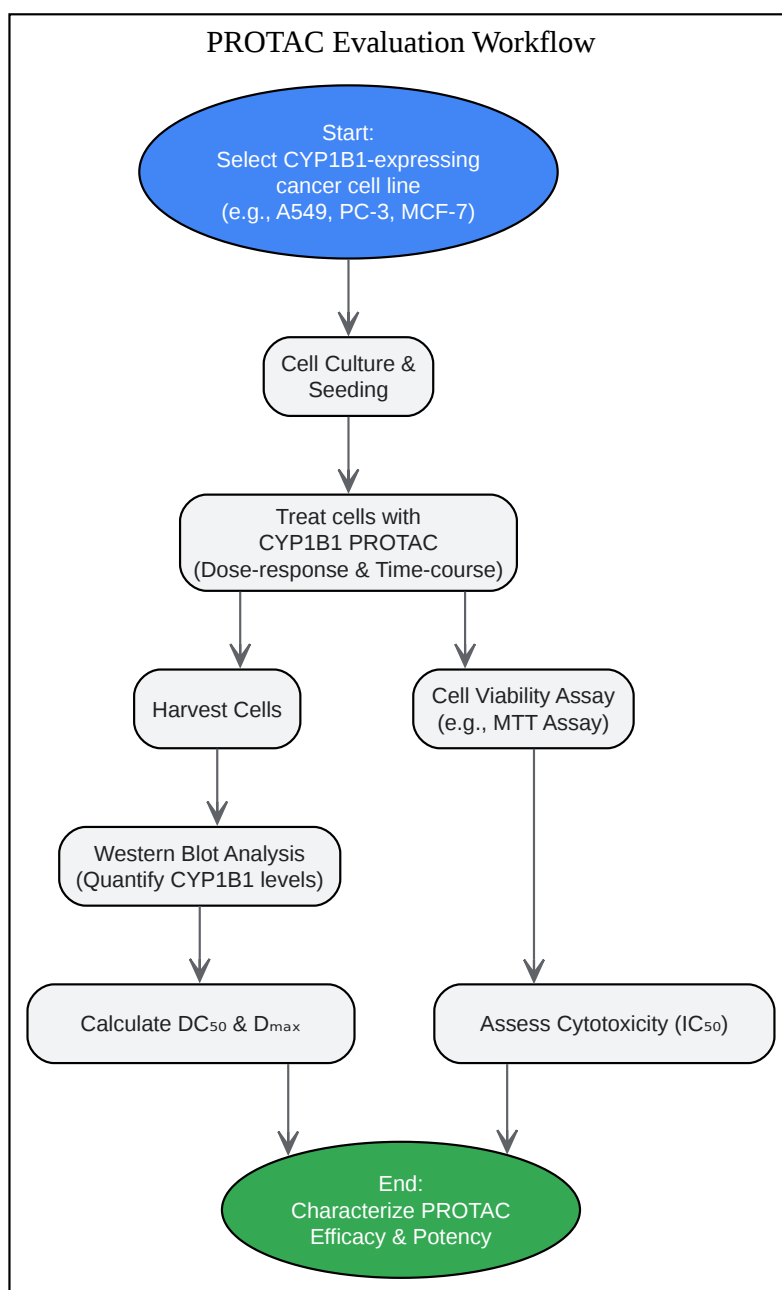 PROTAC Evaluation Workflow
Start:
Select CYP1B1-expressing
cancer cell line
(e.g., A549, PC-3, MCF-7)
Cell Culture &
Seeding
Treat cells with
CYP1B1 PROTAC
(Dose-response & Time-course)
Harvest Cells
Cell Viability Assay
(e.g., MTT Assay)
Western Blot Analysis
(Quantify CYP1B1 levels)
Calculate DC₅₀ & Dₘₐₓ
Assess Cytotoxicity (IC₅₀)
End:
Characterize PROTAC
Efficacy & Potency